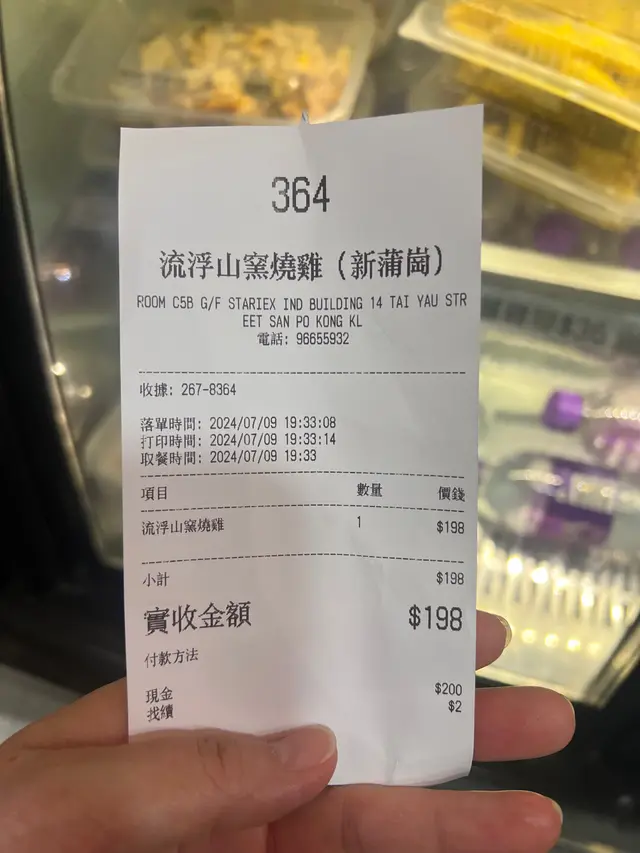 364
流浮山窯燒雞 (新蒲崗)
ROOM C5B G/F STARIEX IND BUILDING 14 TAI YAU STR
EET SAN PO KONG KL
電話: 96655932
收據: 267-8364
落單時間: 2024/07/09 19:33:08
打印時間: 2024/07/09 19:33:14
取餐時間: 2024/07/09 19:33
項目 數量 價錢
流浮山窯燒雞 1 $198
小計 $198
實收金額 $198
付款方法
現金 $200
找續 $2